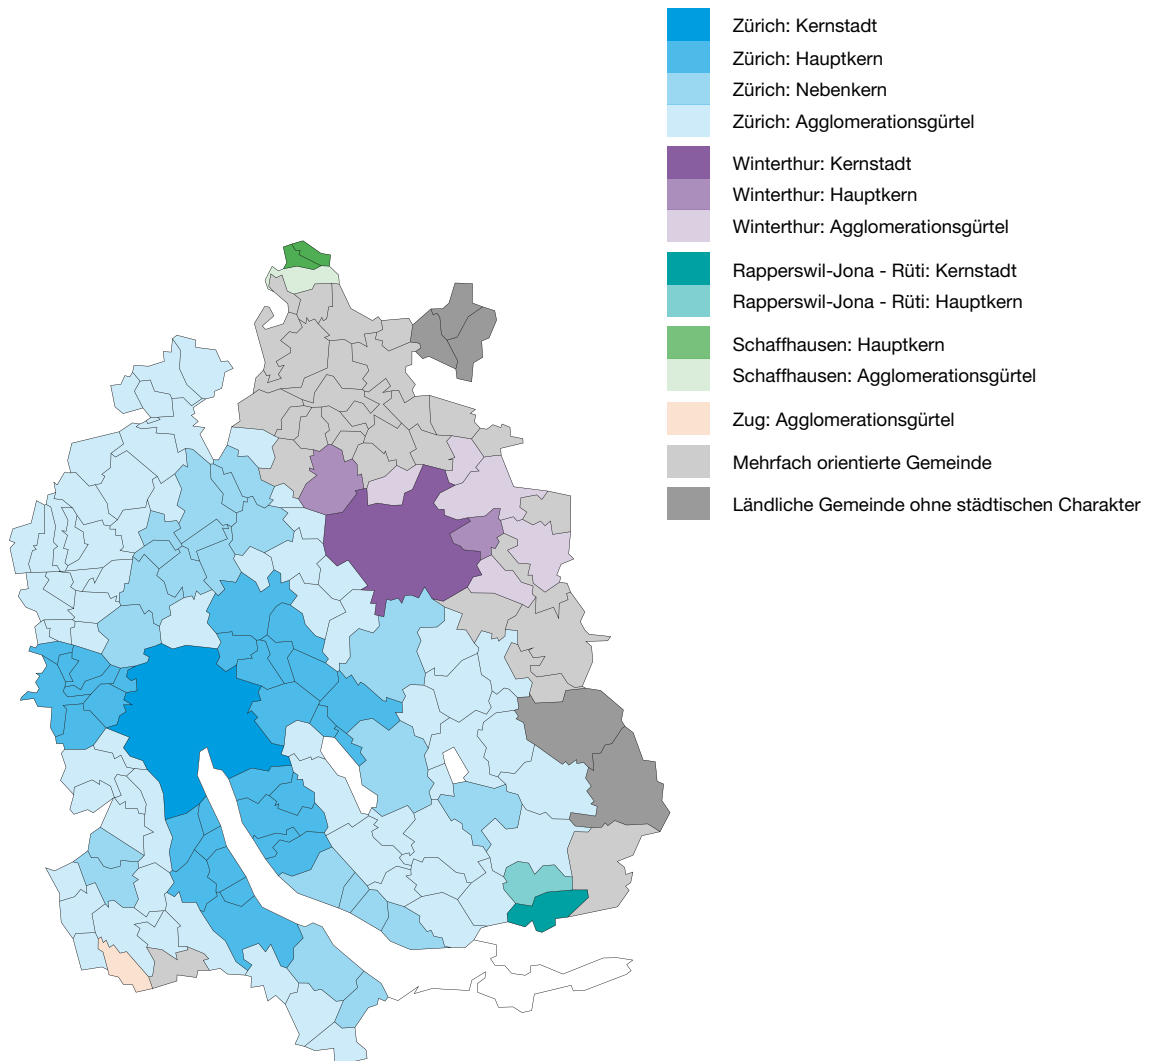 Zürich: Kernstadt
Zürich: Hauptkern
Zürich: Nebenkern
Zürich: Agglomerationsgürtel
Winterthur: Kernstadt
Winterthur: Hauptkern
Winterthur: Agglomerationsgürtel
Rapperswil-Jona - Rüti: Kernstadt
Rapperswil-Jona - Rüti: Hauptkern
Schaffhausen: Hauptkern
Schaffhausen: Agglomerationsgürtel
Zug: Agglomerationsgürtel
Mehrfach orientierte Gemeinde
Ländliche Gemeinde ohne städtischen Charakter